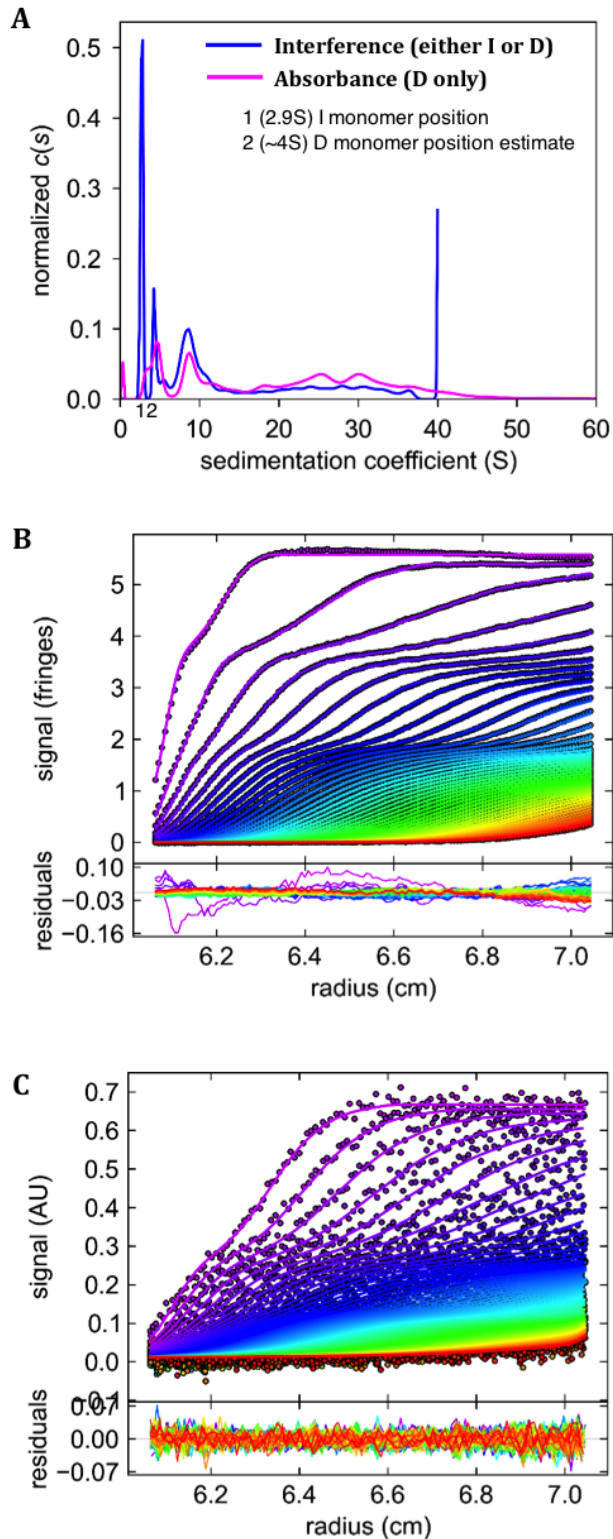 A
Interference (either I or D)
Absorbance (D only)
1 (2.9S) I monomer position
2 (~4S) D monomer position estimate
normalized c(s)
0.5
0.4
0.3
0.2
0.1
0.0
12
0 10 20 30 40 50 60
sedimentation coefficient (S)
B
signal (fringes)
5
4
3
2
1
0
residuals
0.10
−0.03
−0.16
6.2 6.4 6.6 6.8 7.0
radius (cm)
C
signal (AU)
0.7
0.6
0.5
0.4
0.3
0.2
0.1
0.0
residuals
0.07
0.00
−0.07
6.2 6.4 6.6 6.8 7.0
radius (cm)